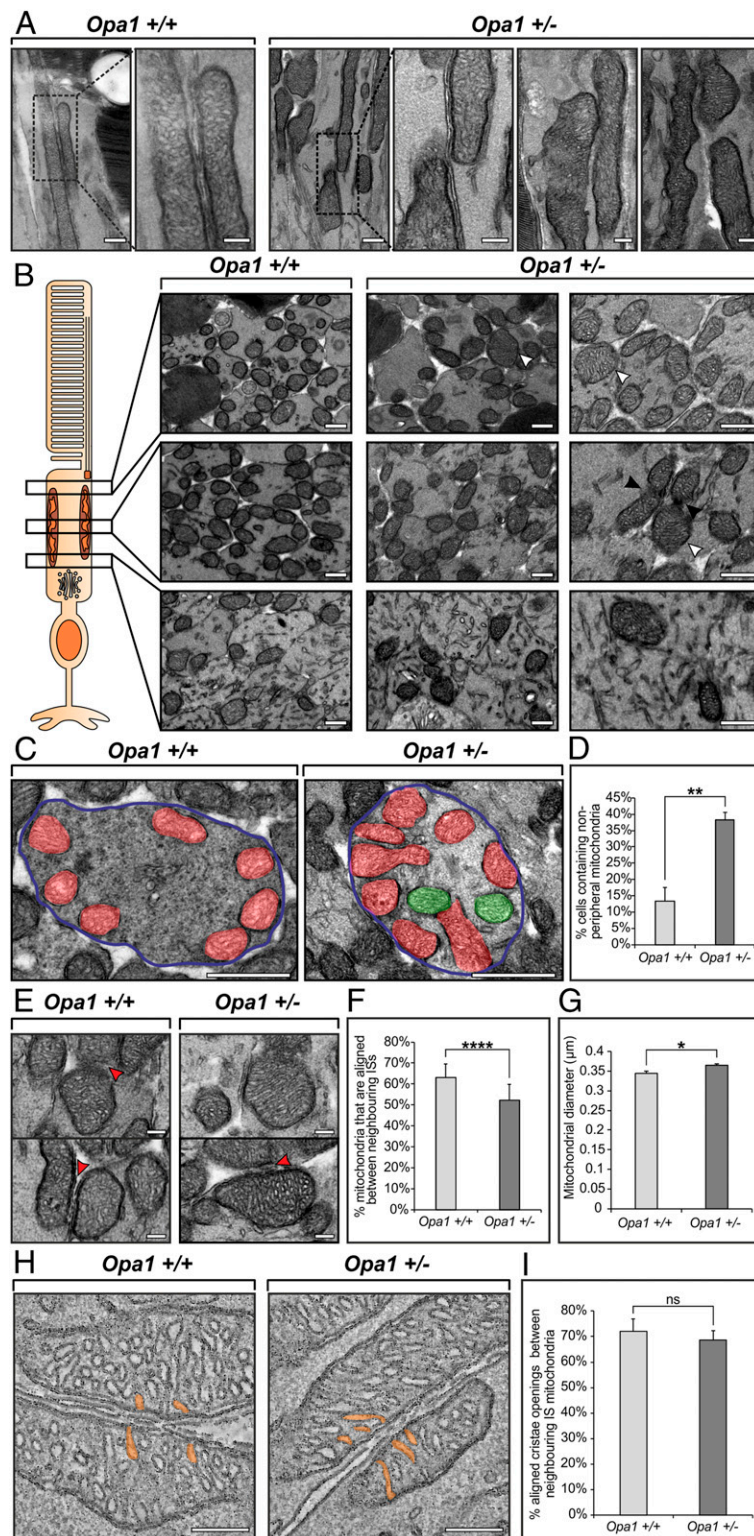 A
Opa1 +/+
Opa1 +/-
B
Opa1 +/+
Opa1 +/-
C
Opa1 +/+
Opa1 +/-
D
% cells containing non-
peripheral mitochondria
45%
40%
35%
30%
25%
20%
15%
10%
5%
0%
**
Opa1 +/+
Opa1 +/-
E
Opa1 +/+
Opa1 +/-
F
% mitochondria that are aligned
between neighbouring ISs
80%
70%
60%
50%
40%
30%
20%
10%
0%
****
Opa1 +/+
Opa1 +/-
G
Mitochondrial diameter (µm)
0.4
0.35
0.3
0.25
0.2
0.15
0.1
0.05
0
*
Opa1 +/+
Opa1 +/-
H
Opa1 +/+
Opa1 +/-
I
% aligned cristae openings between
neighbouring IS mitochondria
80%
70%
60%
50%
40%
30%
20%
10%
0%
ns
Opa1 +/+
Opa1 +/-